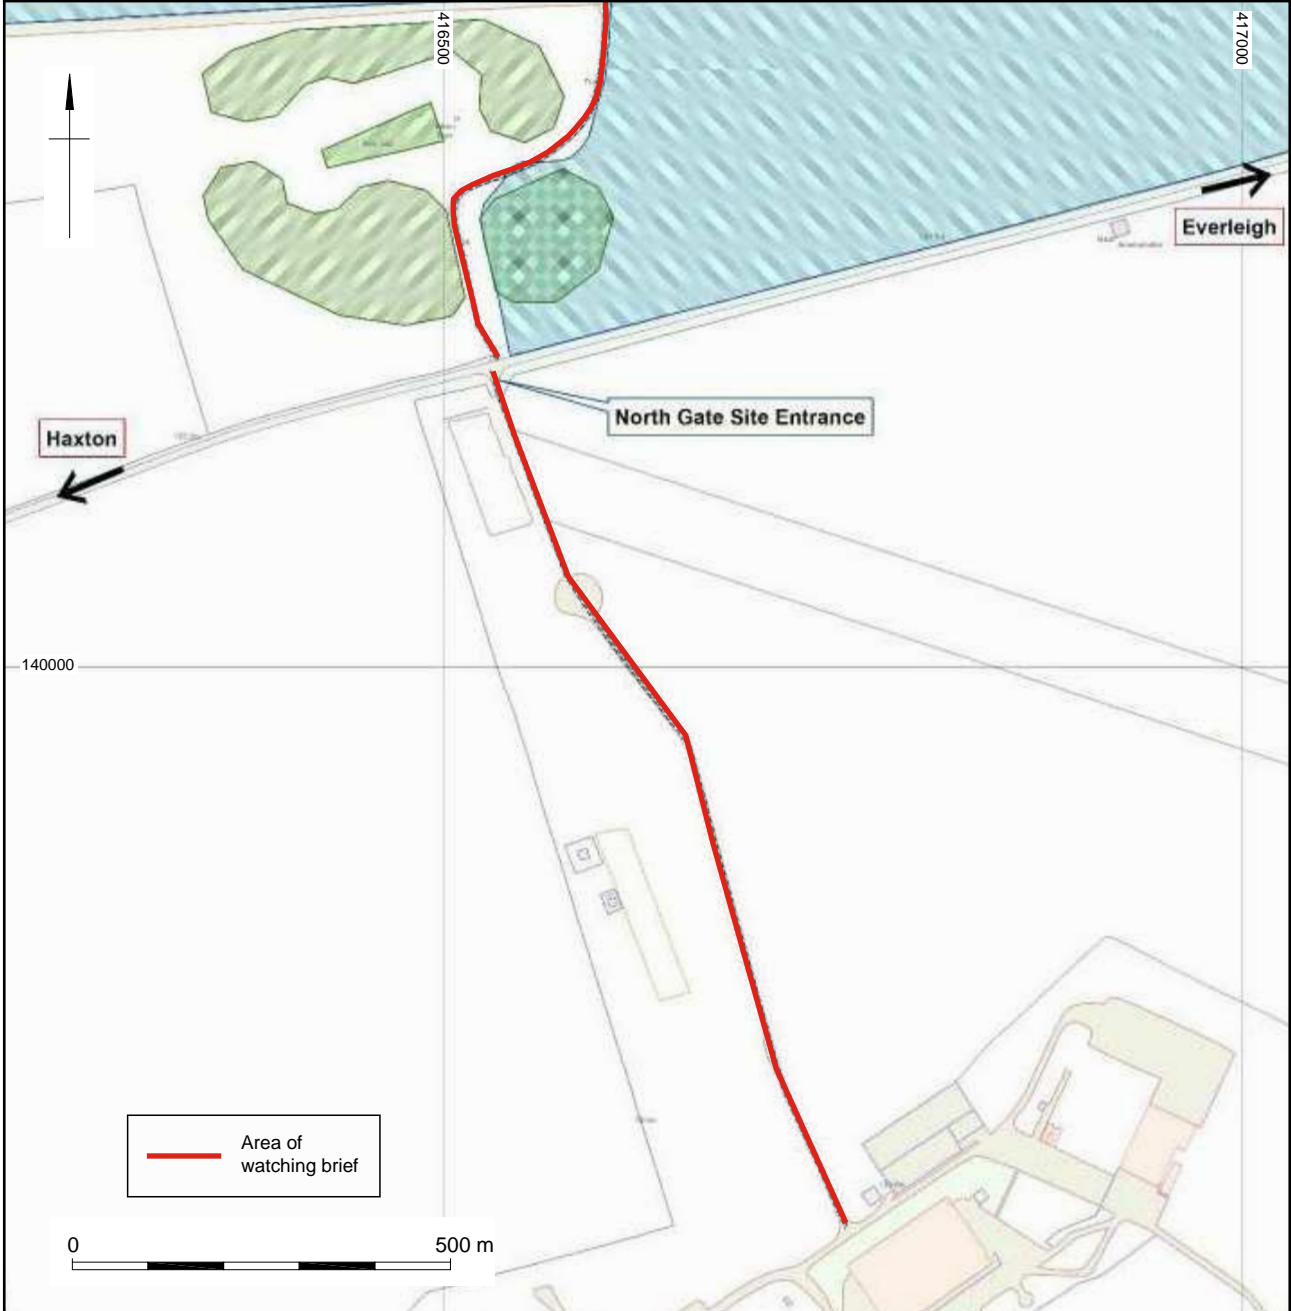 416500
417000
Everleigh
North Gate Site Entrance
Haxton
140000
Area of
watching brief
0
500 m